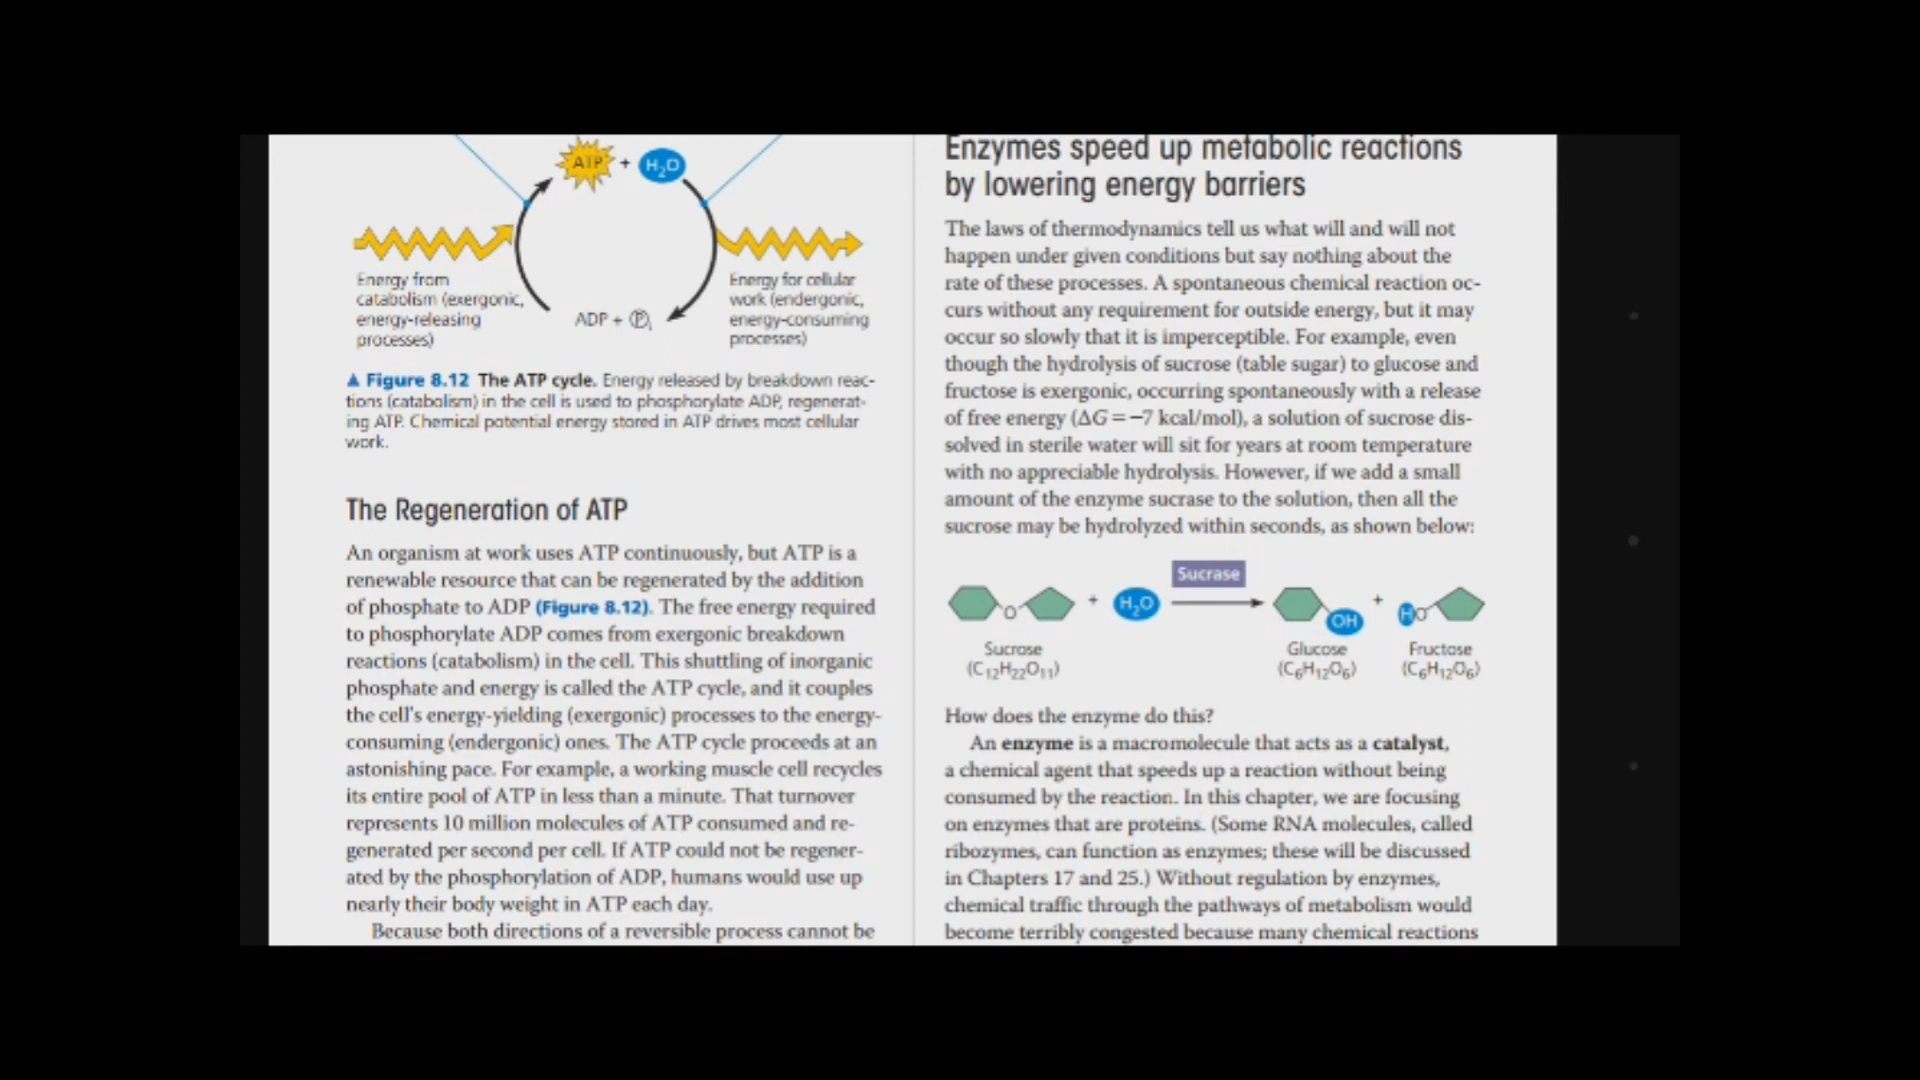 ATP + H2O
Energy from
catabolism (exergonic,
energy-releasing
processes)
ADP + Pi
Energy for cellular
work (endergonic,
energy-consuming
processes)
▲ Figure 8.12 The ATP cycle. Energy released by breakdown reac-
tions (catabolism) in the cell is used to phosphorylate ADP, regenerat-
ing ATP. Chemical potential energy stored in ATP drives most cellular
work.
The Regeneration of ATP
An organism at work uses ATP continuously, but ATP is a
renewable resource that can be regenerated by the addition
of phosphate to ADP (Figure 8.12). The free energy required
to phosphorylate ADP comes from exergonic breakdown
reactions (catabolism) in the cell. This shuttling of inorganic
phosphate and energy is called the ATP cycle, and it couples
the cell's energy-yielding (exergonic) processes to the energy-
consuming (endergonic) ones. The ATP cycle proceeds at an
astonishing pace. For example, a working muscle cell recycles
its entire pool of ATP in less than a minute. That turnover
represents 10 million molecules of ATP consumed and re-
generated per second per cell. If ATP could not be regener-
ated by the phosphorylation of ADP, humans would use up
nearly their body weight in ATP each day.
Because both directions of a reversible process cannot be
Enzymes speed up metabolic reactions
by lowering energy barriers
The laws of thermodynamics tell us what will and will not
happen under given conditions but say nothing about the
rate of these processes. A spontaneous chemical reaction oc-
curs without any requirement for outside energy, but it may
occur so slowly that it is imperceptible. For example, even
though the hydrolysis of sucrose (table sugar) to glucose and
fructose is exergonic, occurring spontaneously with a release
of free energy (ΔG = −7 kcal/mol), a solution of sucrose dis-
solved in sterile water will sit for years at room temperature
with no appreciable hydrolysis. However, if we add a small
amount of the enzyme sucrase to the solution, then all the
sucrose may be hydrolyzed within seconds, as shown below:
Sucrase
O + H2O OH + HO
Sucrose Glucose Fructose
(C12H22O11) (C6H12O6) (C6H12O6)
How does the enzyme do this?
An enzyme is a macromolecule that acts as a catalyst,
a chemical agent that speeds up a reaction without being
consumed by the reaction. In this chapter, we are focusing
on enzymes that are proteins. (Some RNA molecules, called
ribozymes, can function as enzymes; these will be discussed
in Chapters 17 and 25.) Without regulation by enzymes,
chemical traffic through the pathways of metabolism would
become terribly congested because many chemical reactions